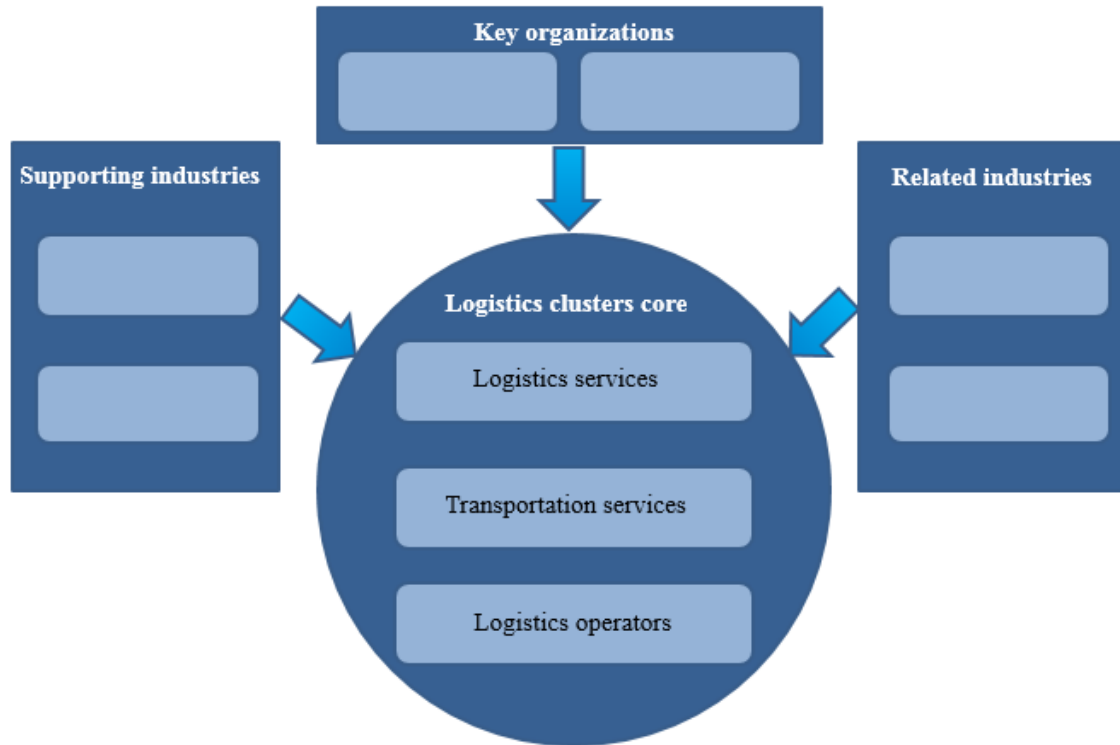 Key organizations
Supporting industries
Related industries
Logistics clusters core
Logistics services
Transportation services
Logistics operators